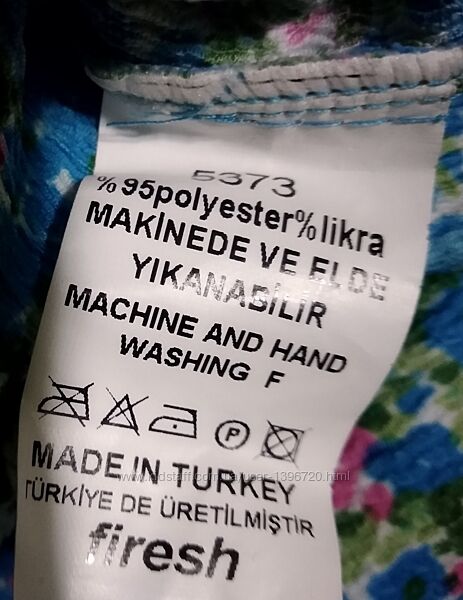 5373
%95polyester%likra
MAKİNEDE VE ELDE
YIKANABİLİR
MACHINE AND HAND
WASHING F
P
MADE IN TURKEY
TÜRKİYE DE ÜRETİLMİŞTİR
firesh